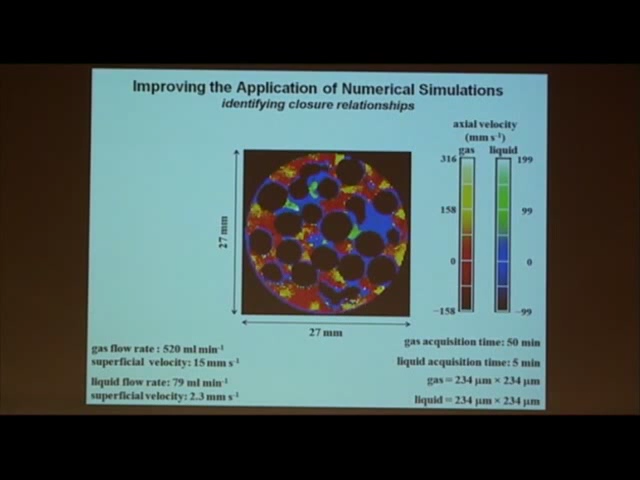 Improving the Application of Numerical Simulations
identifying closure relationships
axial velocity
(mm s⁻¹)
gas liquid
316 199
158 99
0 0
−158 −99
27 mm
27 mm
gas flow rate : 520 ml min⁻¹
superficial velocity: 15 mm s⁻¹
liquid flow rate: 79 ml min⁻¹
superficial velocity: 2.3 mm s⁻¹
gas acquisition time: 50 min
liquid acquisition time: 5 min
gas = 234 µm × 234 µm
liquid = 234 µm × 234 µm